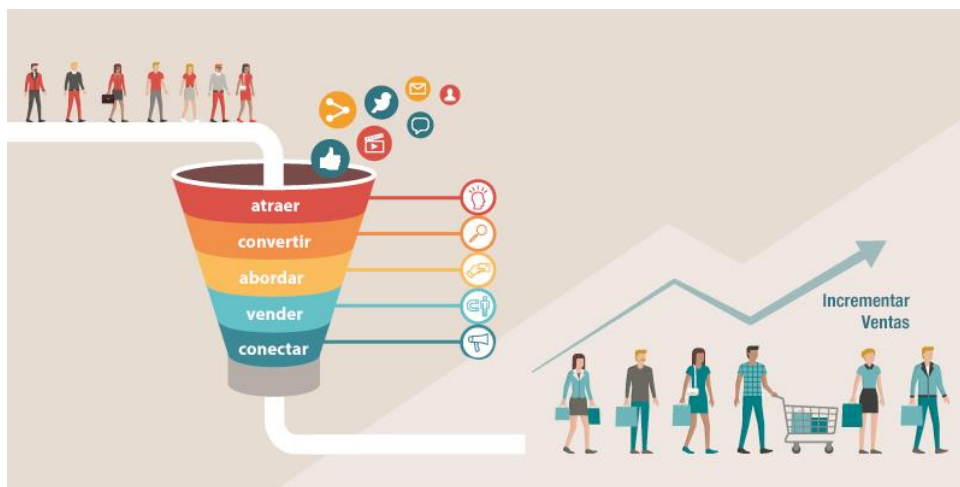 atraer
convertir
abordar
vender
conectar
Incrementar
Ventas